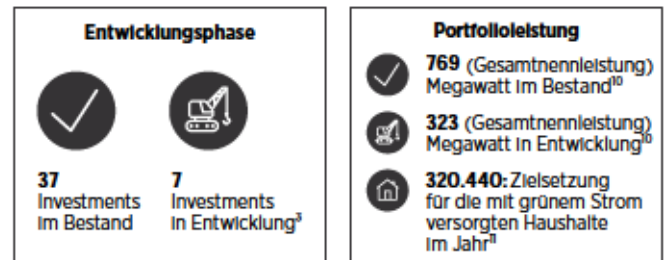 Entwicklungsphase
37
Investments
im Bestand
7
Investments
in Entwicklung³
Portfolioleistung
769 (Gesamtnennleistung)
Megawatt im Bestand¹⁰
323 (Gesamtnennleistung)
Megawatt in Entwicklung¹⁰
320.440: Zielsetzung
für die mit grünem Strom
versorgten Haushalte
im Jahr¹¹